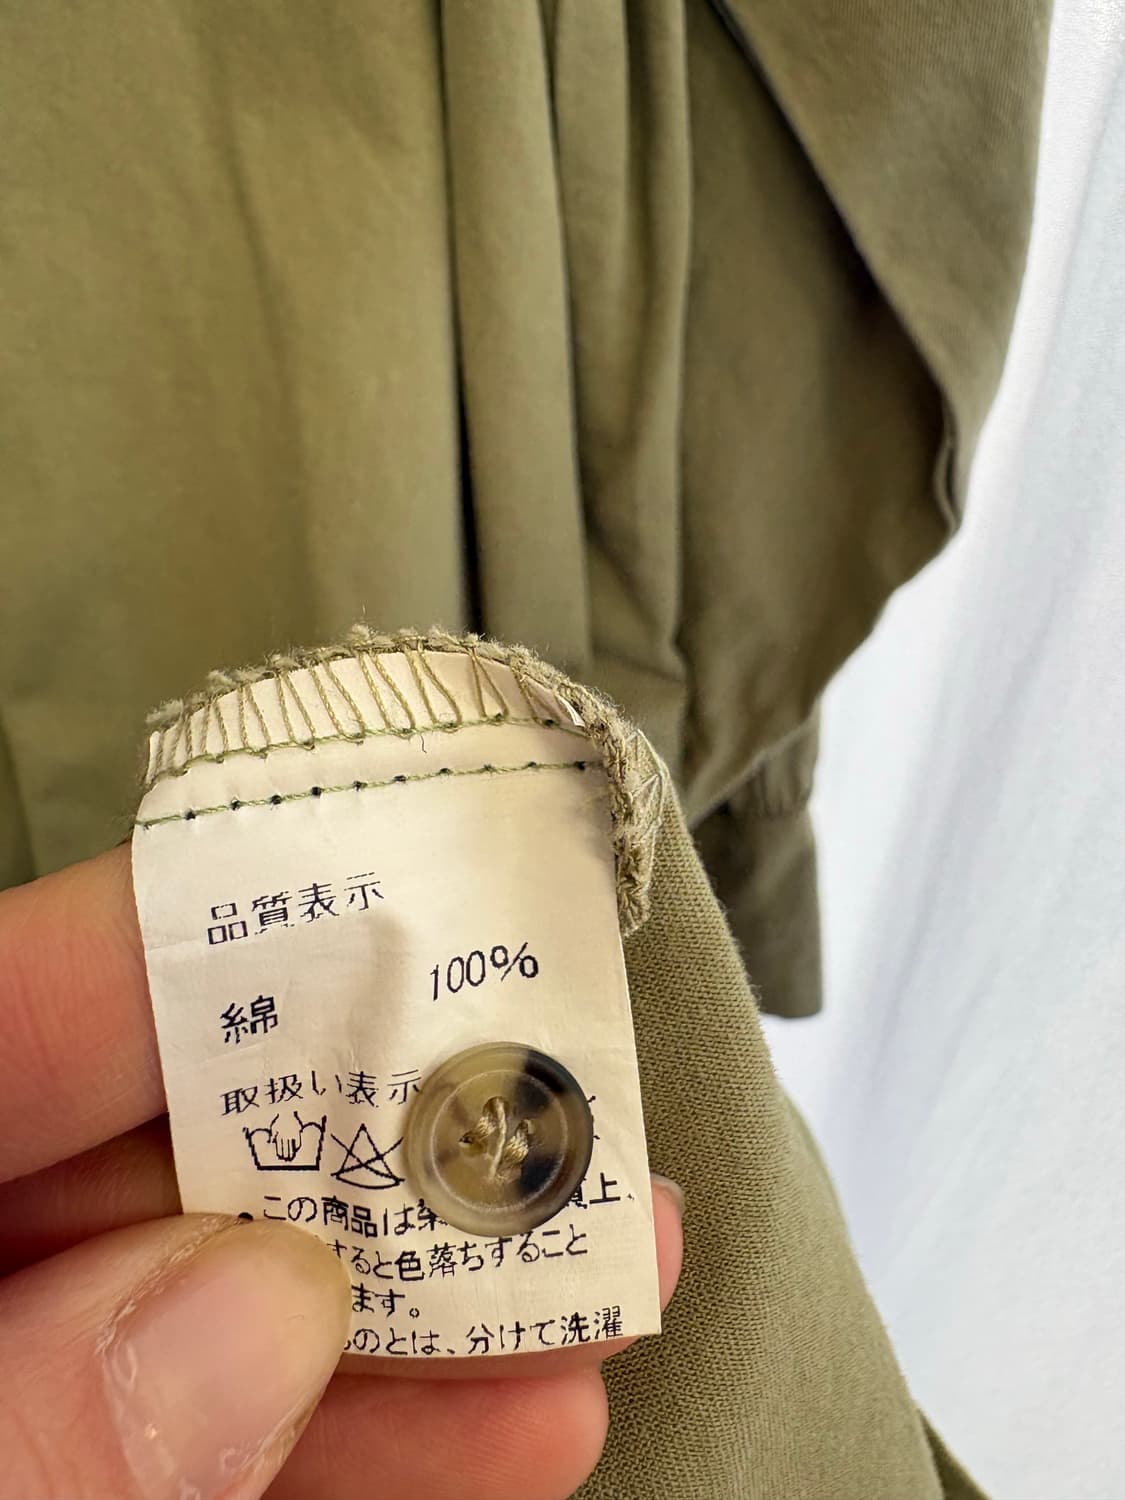 品質表示
綿 100%
取扱い表示
この商品は 上、
すると色落ちすること
ます。
のとは、分けて洗濯